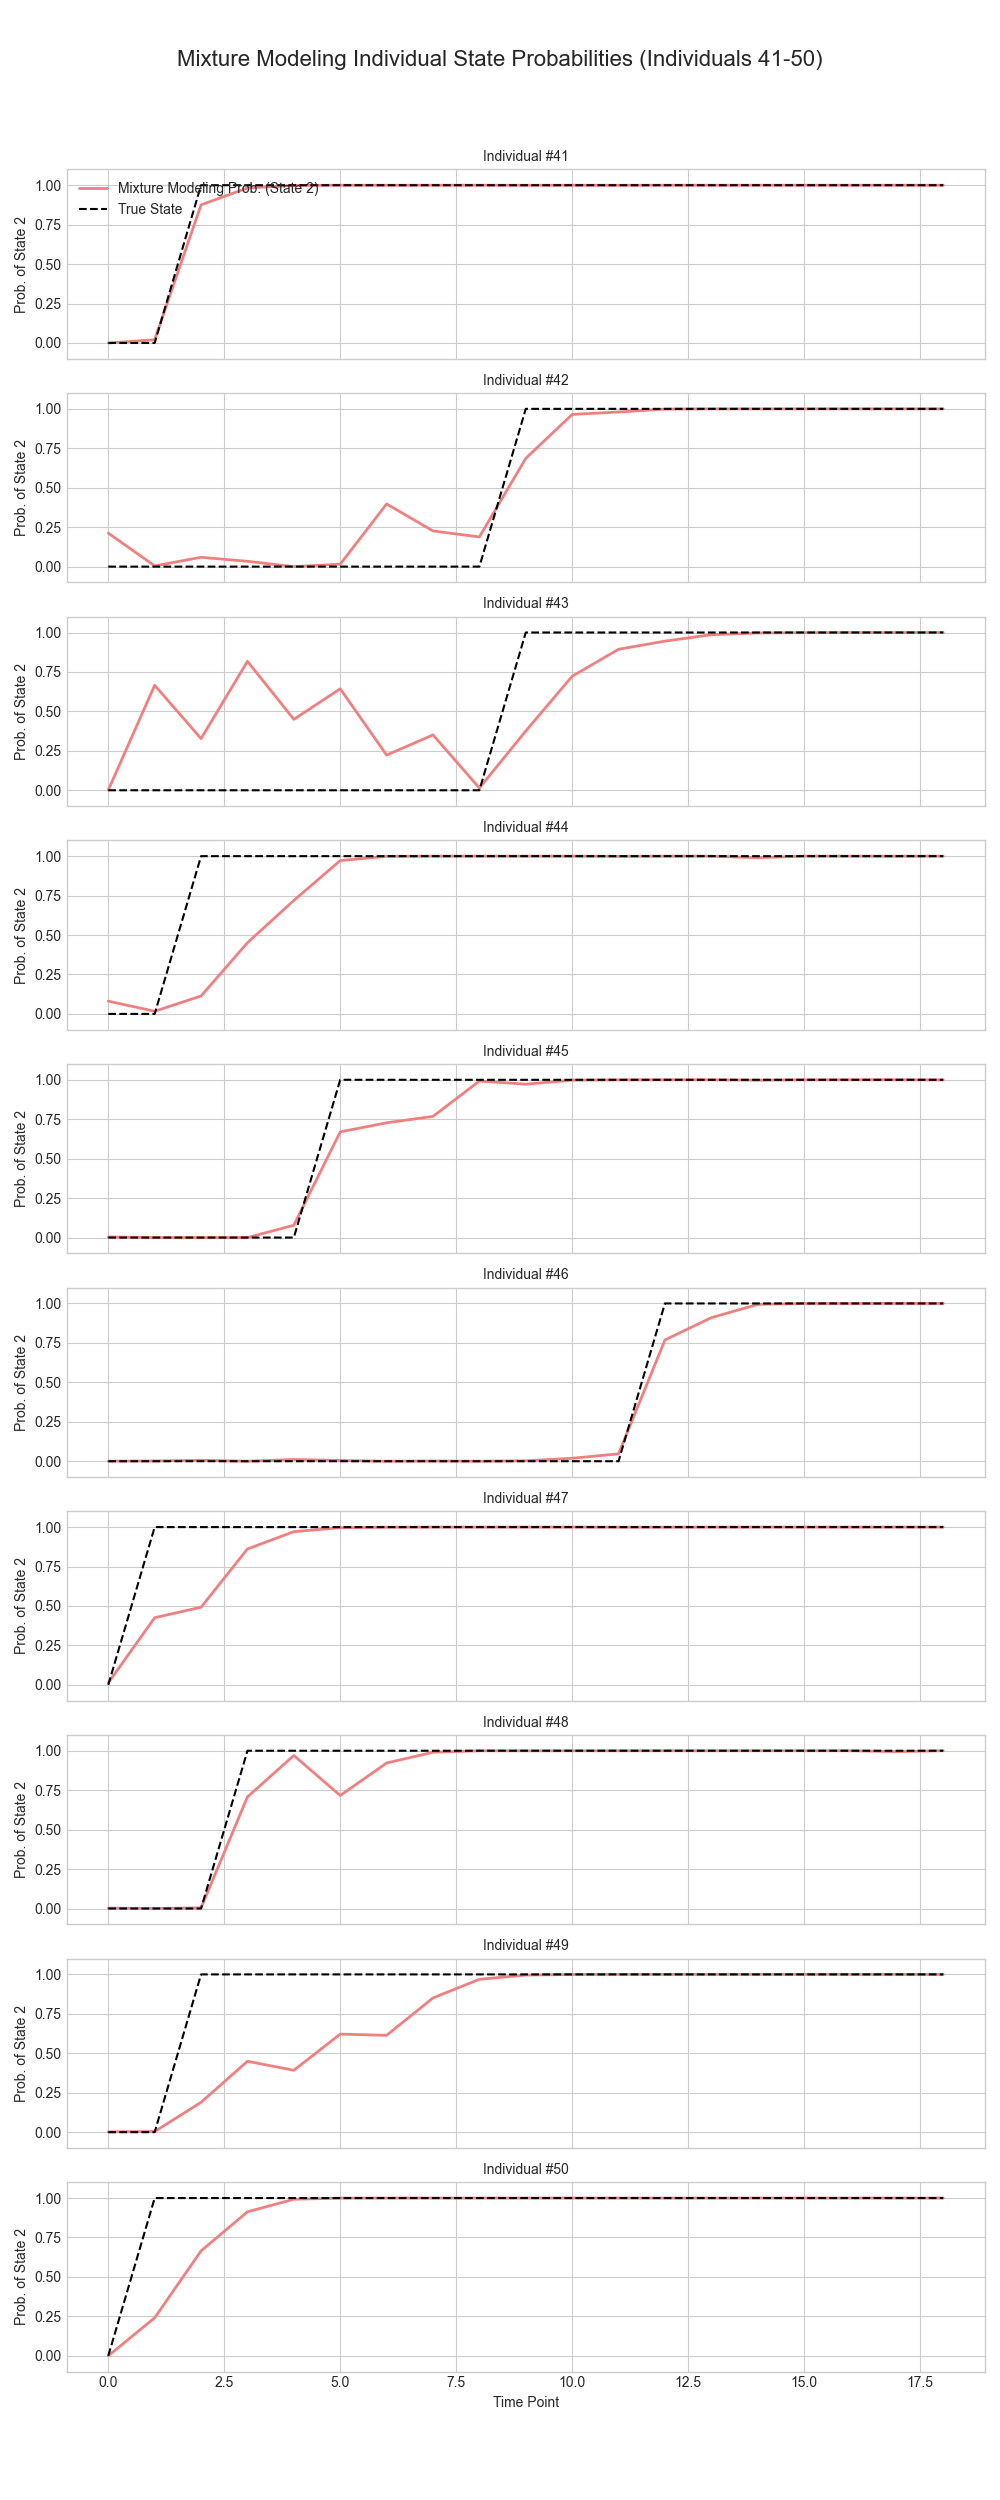 Mixture Modeling Individual State Probabilities (Individuals 41-50)
Individual #41
Mixture Modeling Prob. (State 2)
True State
Prob. of State 2
1.00
0.75
0.50
0.25
0.00
Individual #42
Prob. of State 2
1.00
0.75
0.50
0.25
0.00
Individual #43
Prob. of State 2
1.00
0.75
0.50
0.25
0.00
Individual #44
Prob. of State 2
1.00
0.75
0.50
0.25
0.00
Individual #45
Prob. of State 2
1.00
0.75
0.50
0.25
0.00
Individual #46
Prob. of State 2
1.00
0.75
0.50
0.25
0.00
Individual #47
Prob. of State 2
1.00
0.75
0.50
0.25
0.00
Individual #48
Prob. of State 2
1.00
0.75
0.50
0.25
0.00
Individual #49
Prob. of State 2
1.00
0.75
0.50
0.25
0.00
Individual #50
Prob. of State 2
1.00
0.75
0.50
0.25
0.00
0.0 2.5 5.0 7.5 10.0 12.5 15.0 17.5
Time Point